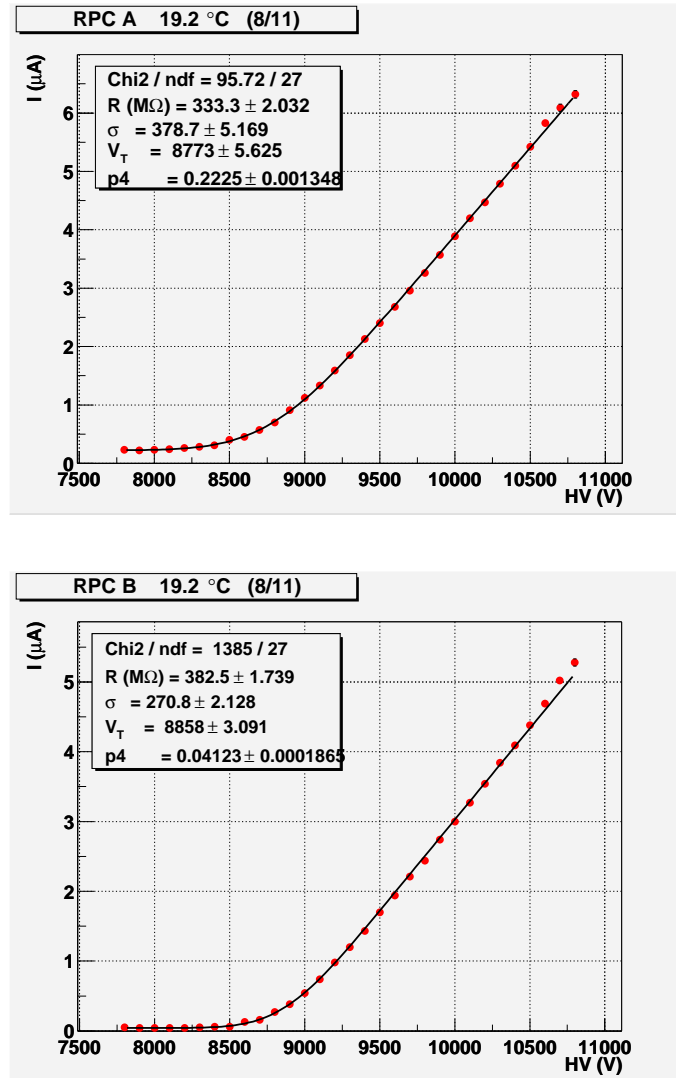 RPC A 19.2 °C (8/11)
I (μA)
Chi2 / ndf = 95.72 / 27
R (MΩ) = 333.3 ± 2.032
σ = 378.7 ± 5.169
V_T = 8773 ± 5.625
p4 = 0.2225 ± 0.001348
6
5
4
3
2
1
0
7500 8000 8500 9000 9500 10000 10500 11000
HV (V)
RPC B 19.2 °C (8/11)
I (μA)
Chi2 / ndf = 1385 / 27
R (MΩ) = 382.5 ± 1.739
σ = 270.8 ± 2.128
V_T = 8858 ± 3.091
p4 = 0.04123 ± 0.0001865
5
4
3
2
1
0
7500 8000 8500 9000 9500 10000 10500 11000
HV (V)